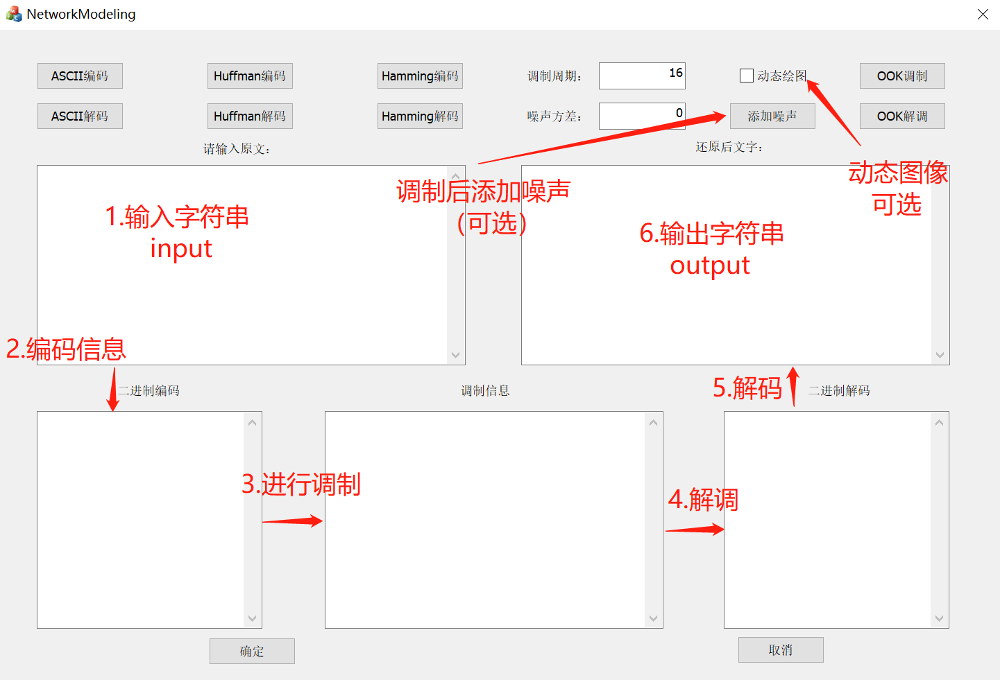 NetworkModeling
ASCII编码
Huffman编码
Hamming编码
调制周期：
16
动态绘图
OOK调制
ASCII解码
Huffman解码
Hamming解码
噪声方差：
0
添加噪声
OOK解调
请输入原文：
还原后文字：
动态图像
可选
调制后添加噪声
（可选）
1.输入字符串
input
6.输出字符串
output
2.编码信息
二进制编码
调制信息
5.解码
二进制解码
3.进行调制
4.解调
确定
取消